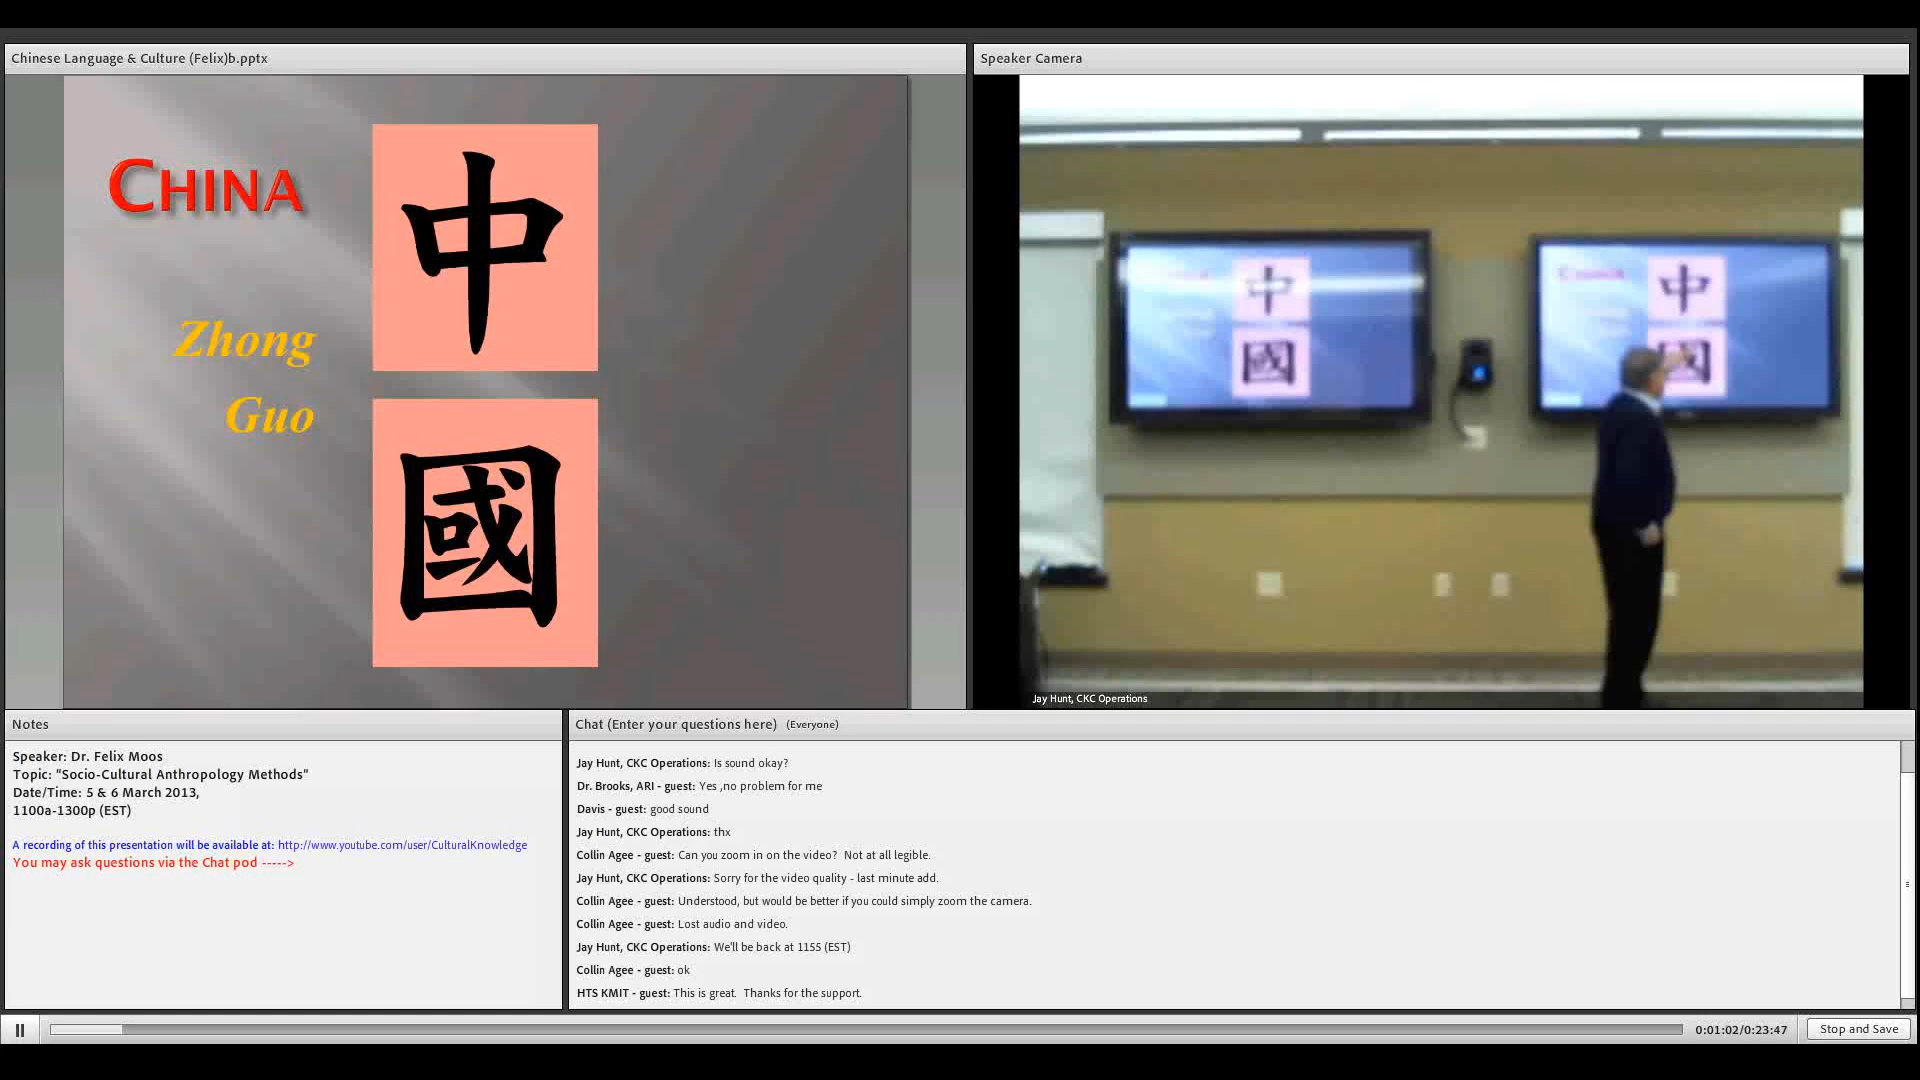 Chinese Language & Culture (Felix)b.pptx
CHINA
中
Zhong
Guo
國
Speaker Camera
中
國
中
國
Jay Hunt, CKC Operations
Notes
Speaker: Dr. Felix Moos
Topic: "Socio-Cultural Anthropology Methods"
Date/Time: 5 & 6 March 2013,
1100a-1300p (EST)
A recording of this presentation will be available at: http://www.youtube.com/user/CulturalKnowledge
You may ask questions via the Chat pod ----->
Chat (Enter your questions here) (Everyone)
Jay Hunt, CKC Operations: Is sound okay?
Dr. Brooks, ARI - guest: Yes ,no problem for me
Davis - guest: good sound
Jay Hunt, CKC Operations: thx
Collin Agee - guest: Can you zoom in on the video?  Not at all legible.
Jay Hunt, CKC Operations: Sorry for the video quality - last minute add.
Collin Agee - guest: Understood, but would be better if you could simply zoom the camera.
Collin Agee - guest: Lost audio and video.
Jay Hunt, CKC Operations: We'll be back at 1155 (EST)
Collin Agee - guest: ok
HTS KMIT - guest: This is great.  Thanks for the support.
0:01:02/0:23:47
Stop and Save